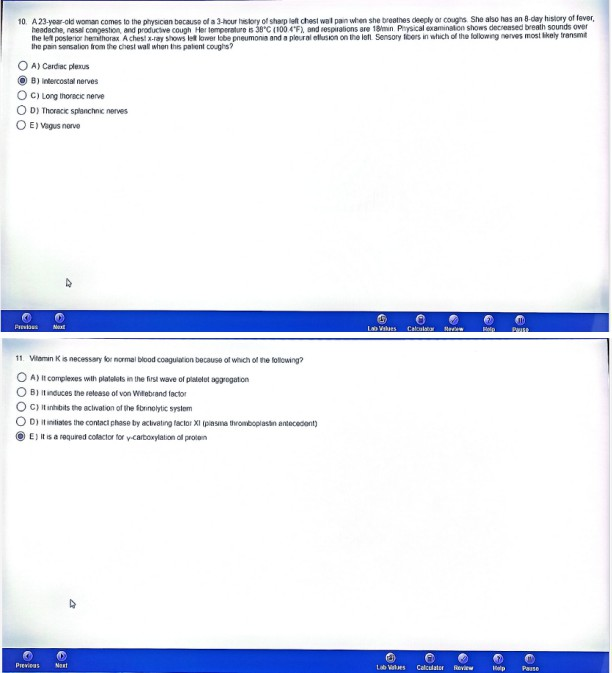 10. A 23-year-old woman comes to the physician because of a 3-hour history of sharp left chest wall pain when she breathes deeply or coughs. She also has an 8-day history of fever,
headache, nasal congestion, and productive cough. Her temperature is 38°C (100.4°F), and respirations are 18/min. Physical examination shows decreased breath sounds over
the left posterior hemithorax. A chest x-ray shows left lower lobe pneumonia and a pleural effusion on the left. Sensory fibers in which of the following nerves most likely transmit
the pain sensation from the chest wall when this patient coughs?
A) Cardiac plexus
B) Intercostal nerves
C) Long thoracic nerve
D) Thoracic splanchnic nerves
E) Vagus nerve
Previous Next Lab Values Calculator Review Help Pause
11. Vitamin K is necessary for normal blood coagulation because of which of the following?
A) It complexes with platelets in the first wave of platelet aggregation
B) It induces the release of von Willebrand factor
C) It inhibits the activation of the fibrinolytic system
D) It initiates the contact phase by activating factor XI (plasma thromboplastin antecedent)
E) It is a required cofactor for γ-carboxylation of protein
Previous Next Lab Values Calculator Review Help Pause